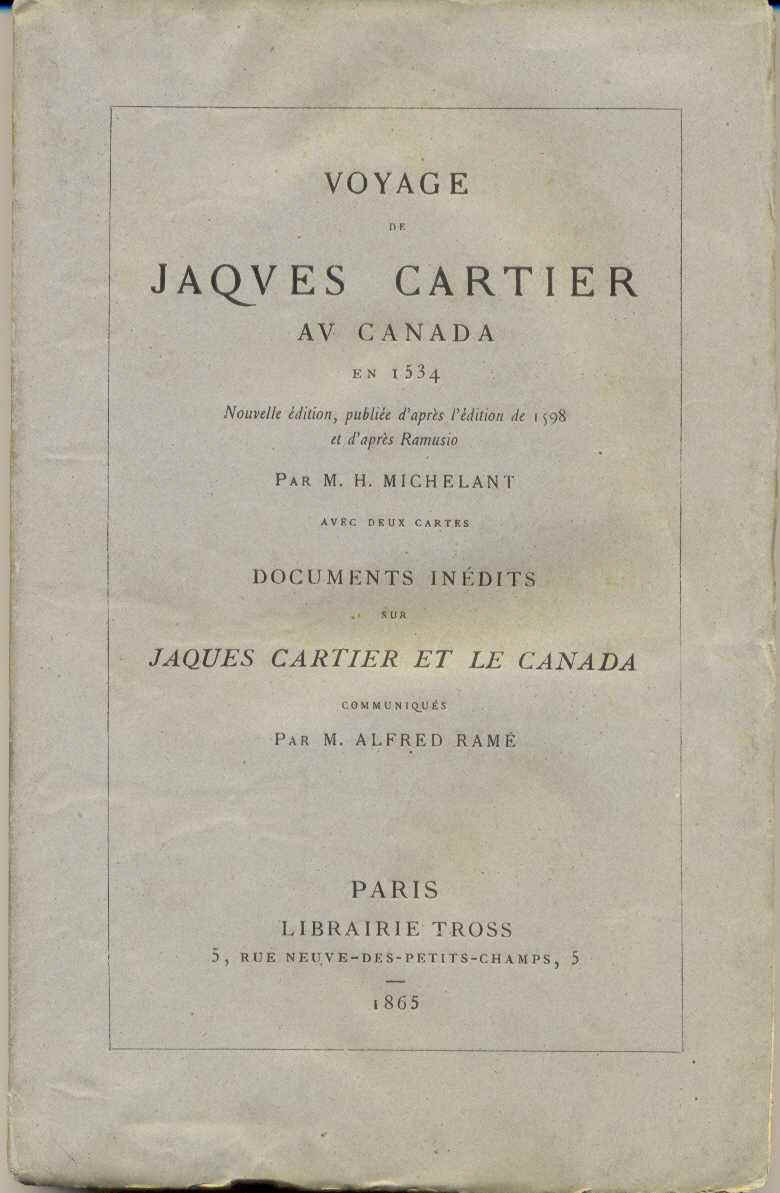 VOYAGE
DE
JAQVES CARTIER
AV CANADA
EN 1534
Nouvelle édition, publiée d'après l'édition de 1598
et d'après Ramusio
PAR M. H. MICHELANT
AVEC DEUX CARTES
DOCUMENTS INÉDITS
SUR
JAQUES CARTIER ET LE CANADA
COMMUNIQUÉS
PAR M. ALFRED RAMÉ
PARIS
LIBRAIRIE TROSS
5, RUE NEUVE-DES-PETITS-CHAMPS, 5
1865